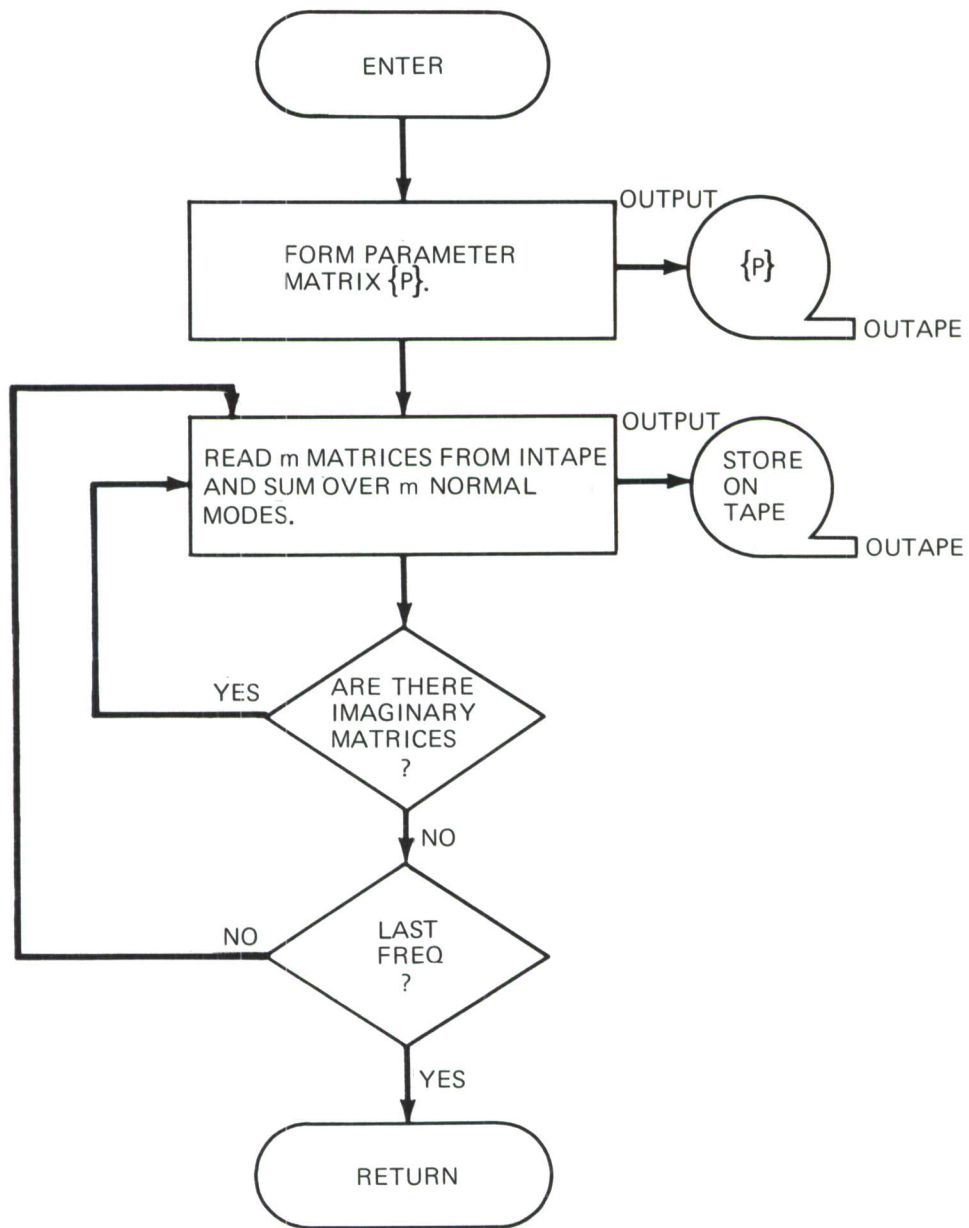 ENTER
FORM PARAMETER
MATRIX {P}.
OUTPUT
{P}
OUTAPE
READ m MATRICES FROM INTAPE
AND SUM OVER m NORMAL
MODES.
OUTPUT
STORE
ON
TAPE
OUTAPE
YES
ARE THERE
IMAGINARY
MATRICES
?
NO
NO
LAST
FREQ
?
YES
RETURN